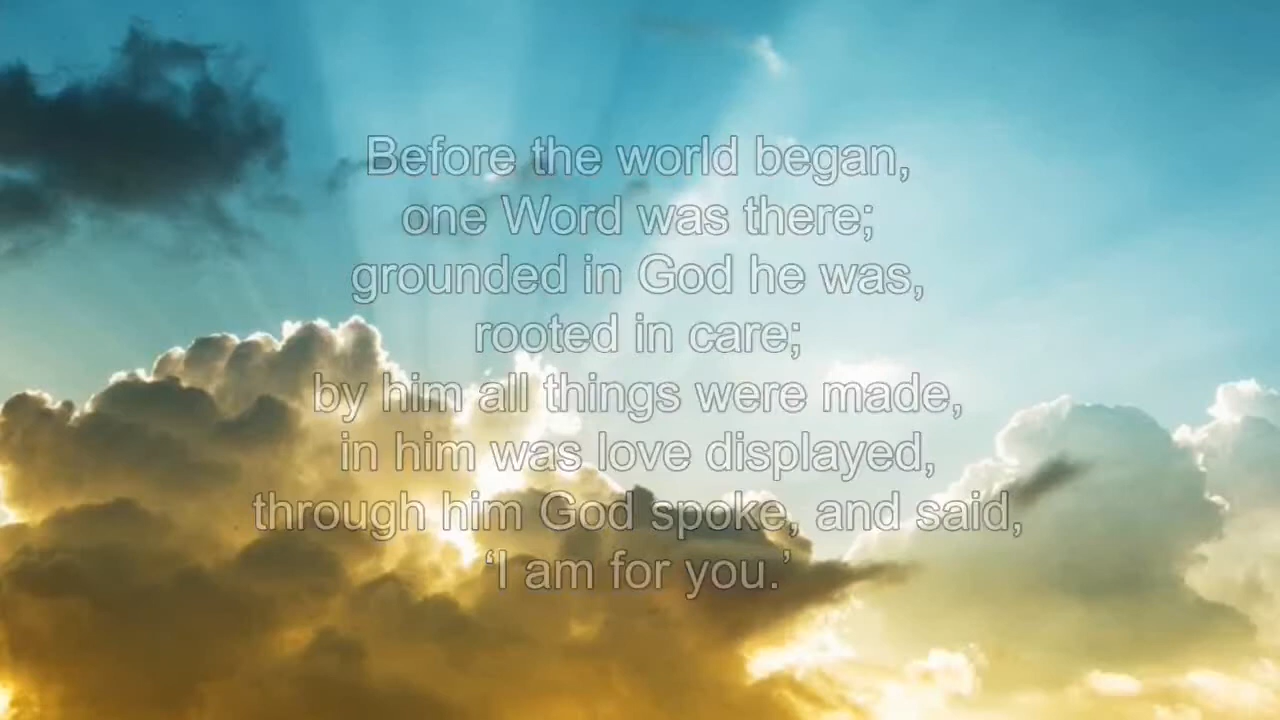 Before the world began,
one Word was there;
grounded in God he was,
rooted in care;
by him all things were made,
in him was love displayed,
through him God spoke, and said,
‘I am for you.’